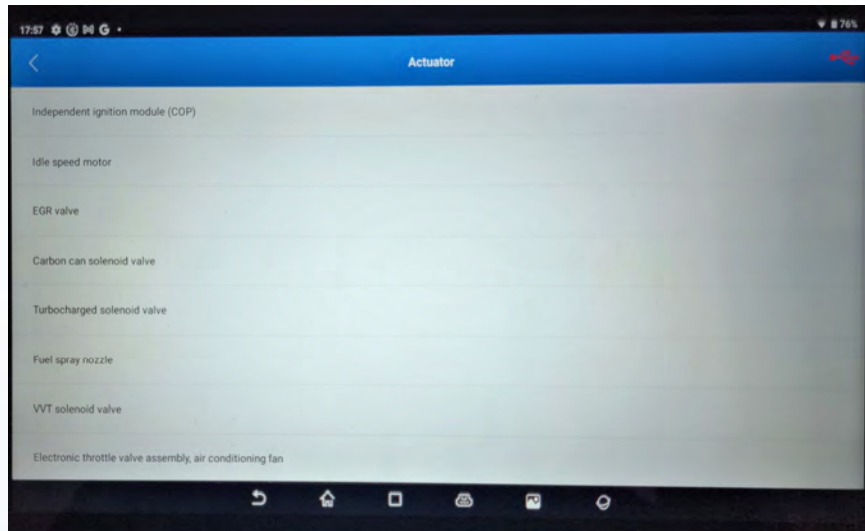 17:57 G
76%
Actuator
Independent ignition module (COP)
Idle speed motor
EGR valve
Carbon can solenoid valve
Turbocharged solenoid valve
Fuel spray nozzle
VVT solenoid valve
Electronic throttle valve assembly, air conditioning fan